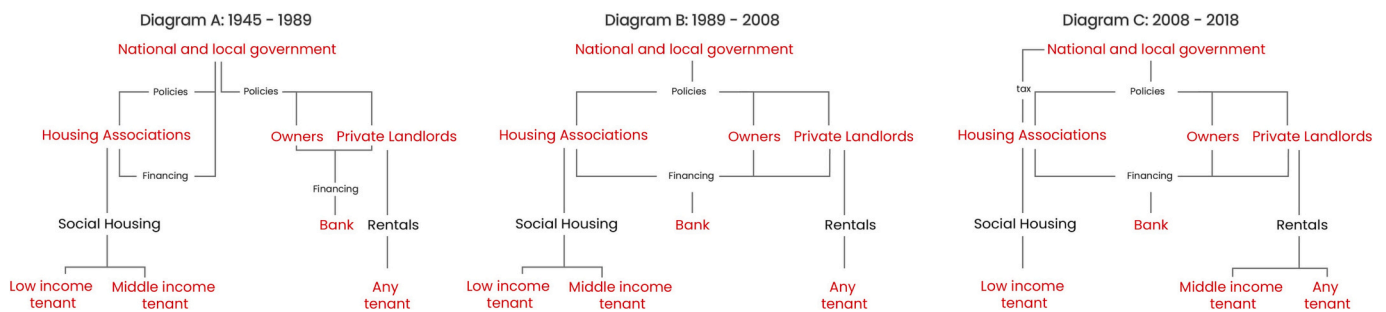 Diagram A: 1945 - 1989
National and local government
Policies
Policies
Housing Associations
Owners
Private Landlords
Financing
Financing
Social Housing
Bank
Rentals
Low income
tenant
Middle income
tenant
Any
tenant
Diagram B: 1989 - 2008
National and local government
Policies
Housing Associations
Owners
Private Landlords
Financing
Social Housing
Bank
Rentals
Low income
tenant
Middle income
tenant
Any
tenant
Diagram C: 2008 - 2018
National and local government
tax
Policies
Housing Associations
Owners
Private Landlords
Financing
Social Housing
Bank
Rentals
Low income
tenant
Middle income
tenant
Any
tenant